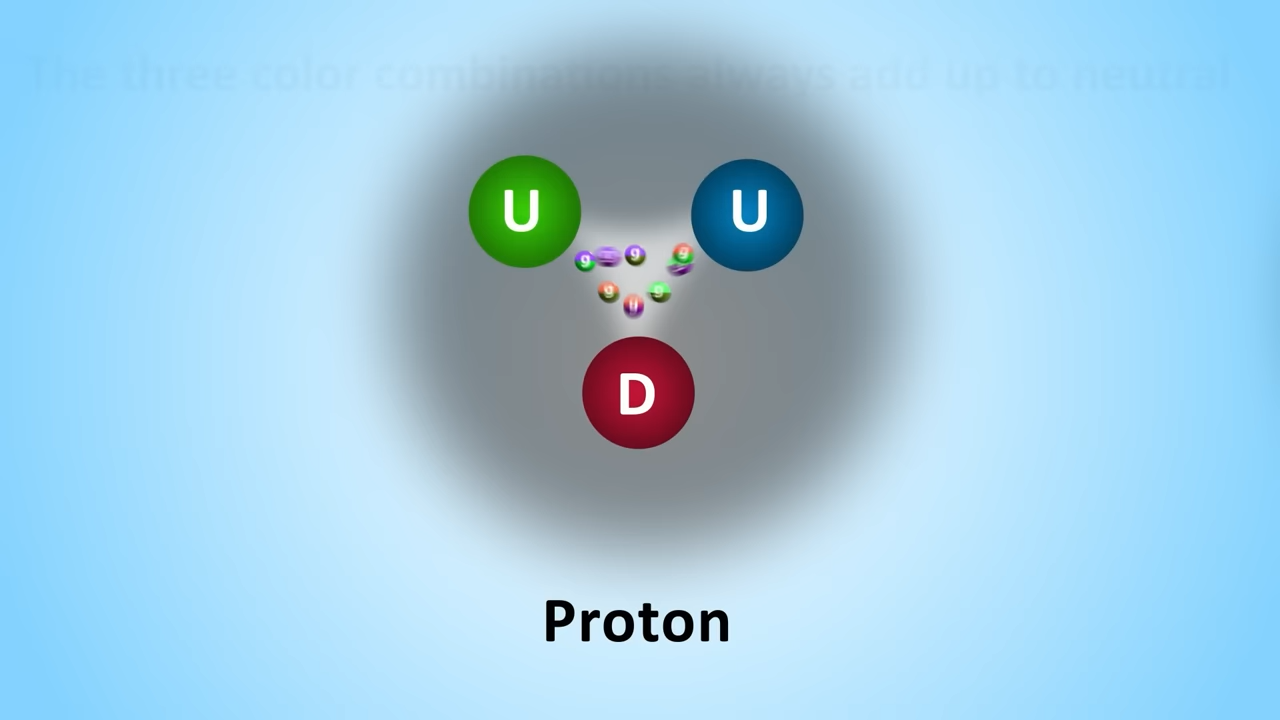 The three color combinations always add up to neutral
U U
g g g
g g
D
Proton